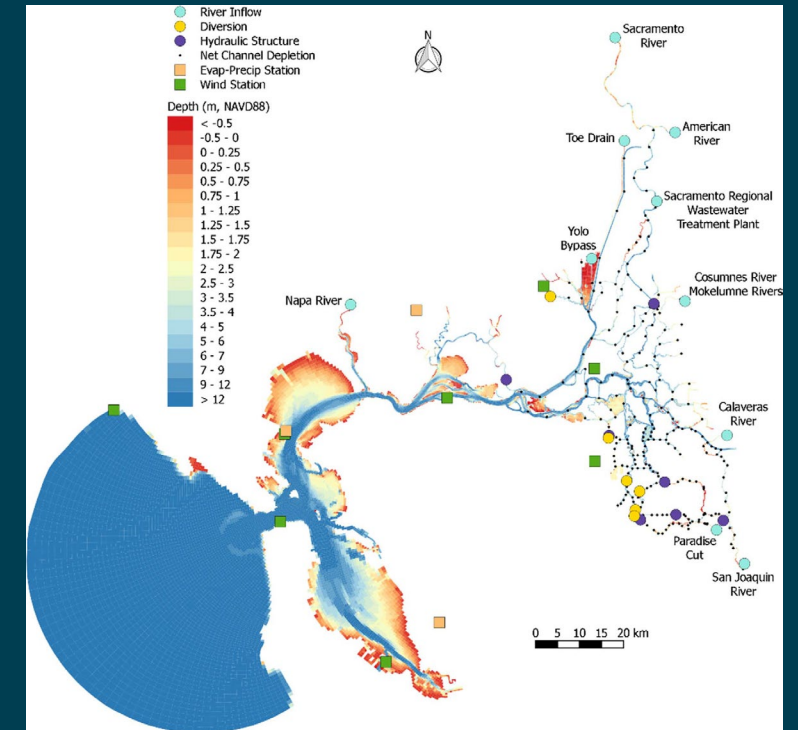 River Inflow
Diversion
Hydraulic Structure
Net Channel Depletion
Evap-Precip Station
Wind Station
Depth (m, NAVD88)
< -0.5
-0.5 - 0
0 - 0.25
0.25 - 0.5
0.5 - 0.75
0.75 - 1
1 - 1.25
1.25 - 1.5
1.5 - 1.75
1.75 - 2
2 - 2.5
2.5 - 3
3 - 3.5
3.5 - 4
4 - 5
5 - 6
6 - 7
7 - 9
9 - 12
> 12
N
Sacramento
River
American
River
Toe Drain
Sacramento Regional
Wastewater
Treatment Plant
Yolo
Bypass
Cosumnes River
Mokelumne Rivers
Napa River
Calaveras
River
Paradise
Cut
San Joaquin
River
0 5 10 15 20 km